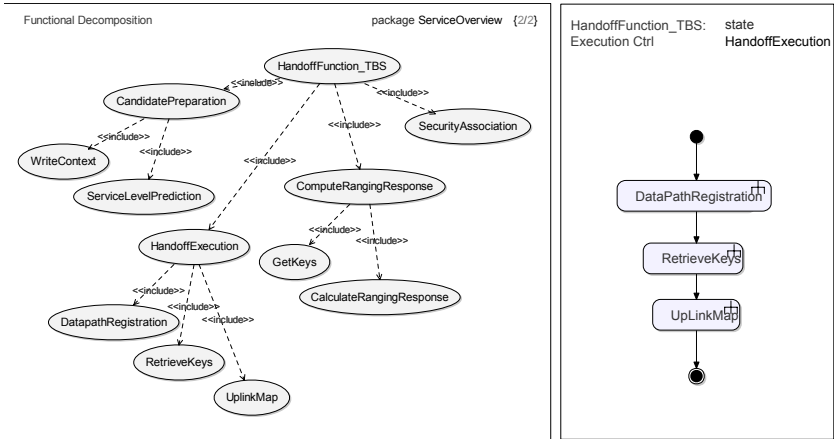 Functional Decomposition
package ServiceOverview {2/2}
HandoffFunction_TBS
<<include>>
<<include>>
CandidatePreparation
SecurityAssociation
<<include>>
<<include>>
WriteContext
<<include>>
<<include>>
ServiceLevelPrediction
ComputeRangingResponse
<<include>>
<<include>>
HandoffExecution
GetKeys
<<include>>
CalculateRangingResponse
<<include>>
<<include>>
DatapathRegistration
RetrieveKeys
UplinkMap
HandoffFunction_TBS: state
Execution Ctrl HandoffExecution
DataPathRegistration
RetrieveKeys
UpLinkMap